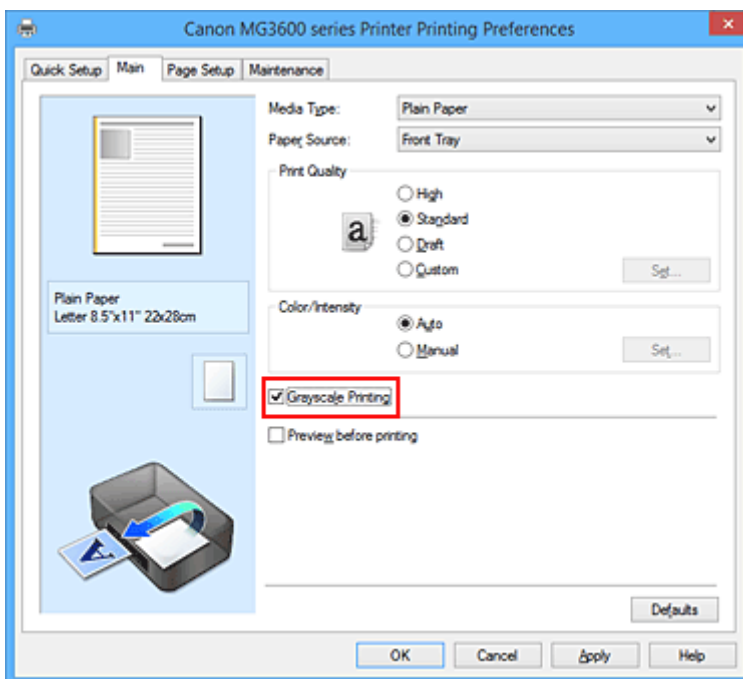 Canon MG3600 series Printer Printing Preferences
Quick Setup Main Page Setup Maintenance
Media Type: Plain Paper
Paper Source: Front Tray
Print Quality
High
a Standard
Draft
Custom Set...
Plain Paper
Letter 8.5"x11" 22x28cm
Color/Intensity
Auto
Manual Set...
Grayscale Printing
Preview before printing
A
Defaults
OK Cancel Apply Help